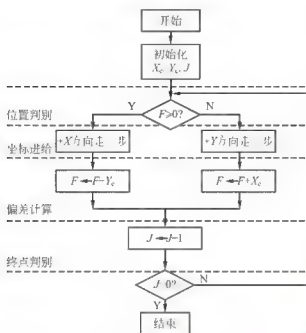 开始
初始化
Xe Ye, J
Y
F≥0?
N
位置判别
+X方向走一步
+Y方向走一步
坐标进给
F←F-Ye
F←F+Xe
偏差计算
J←J-1
终点判别
J=0?
N
Y
结束